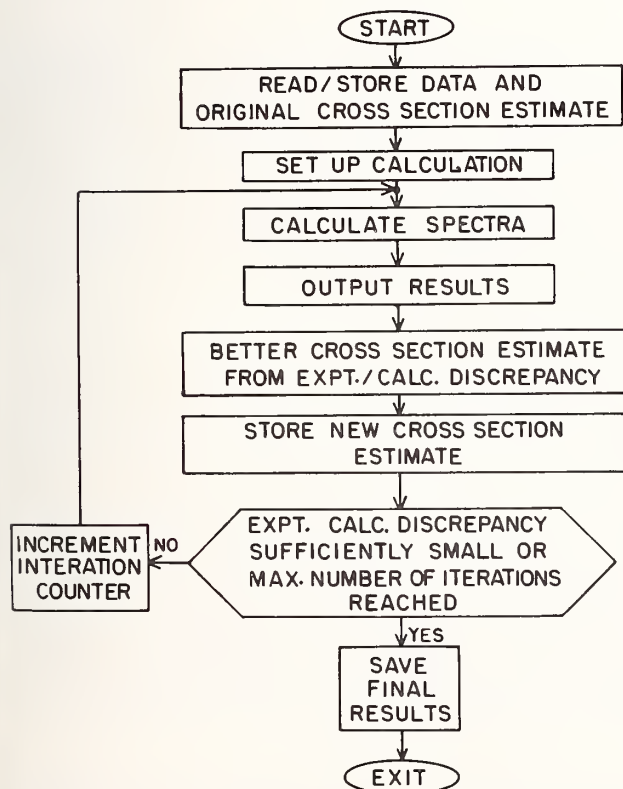 START
READ/STORE DATA AND
ORIGINAL CROSS SECTION ESTIMATE
SET UP CALCULATION
CALCULATE SPECTRA
OUTPUT RESULTS
BETTER CROSS SECTION ESTIMATE
FROM EXPT./CALC. DISCREPANCY
STORE NEW CROSS SECTION
ESTIMATE
EXPT. CALC. DISCREPANCY
SUFFICIENTLY SMALL OR
MAX. NUMBER OF ITERATIONS
REACHED
NO
INCREMENT
INTERATION
COUNTER
YES
SAVE
FINAL
RESULTS
EXIT